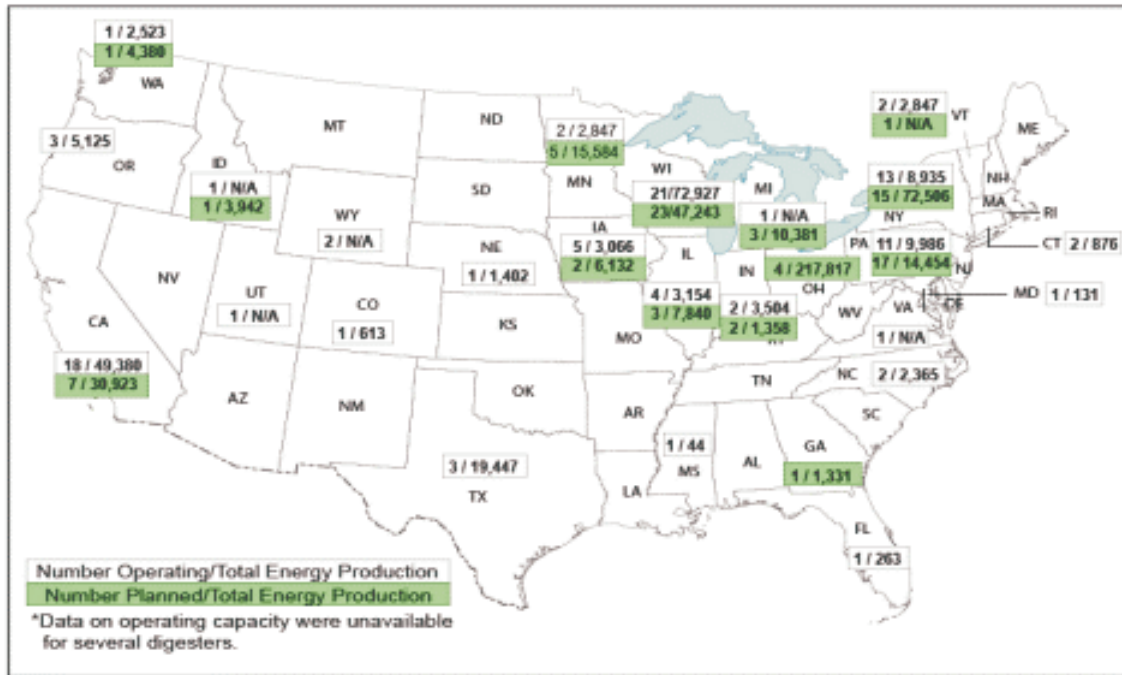 1 / 2,523
1 / 4,380
WA
3 / 5,125
OR
ID
1 / N/A
1 / 3,942
MT
ND
2 / 2,847
5 / 15,584
MN
SD
WY
2 / N/A
NE
1 / 1,402
IA
5 / 3,066
2 / 6,132
WI
21/72,927
23/47,243
MI
1 / N/A
3 / 10,381
2 / 2,847
1 / N/A
VT
ME
13 / 8,935
15 / 72,506
NY
NH
MA
RI
CT 2 / 876
PA
11 / 9,986
17 / 14,454
NJ
MD 1 / 131
DE
NV
UT
1 / N/A
CO
1 / 613
CA
18 / 49,380
7 / 30,923
KS
MO
IL
4 / 3,154
3 / 7,840
IN
2 / 3,504
2 / 1,358
4 / 217,817
OH
WV
VA
1 / N/A
NC 2 / 2,365
TN
SC
AZ
NM
OK
AR
1 / 44
MS
AL
GA
1 / 1,331
3 / 19,447
TX
LA
FL
1 / 263
Number Operating/Total Energy Production
Number Planned/Total Energy Production
*Data on operating capacity were unavailable
for several digesters.